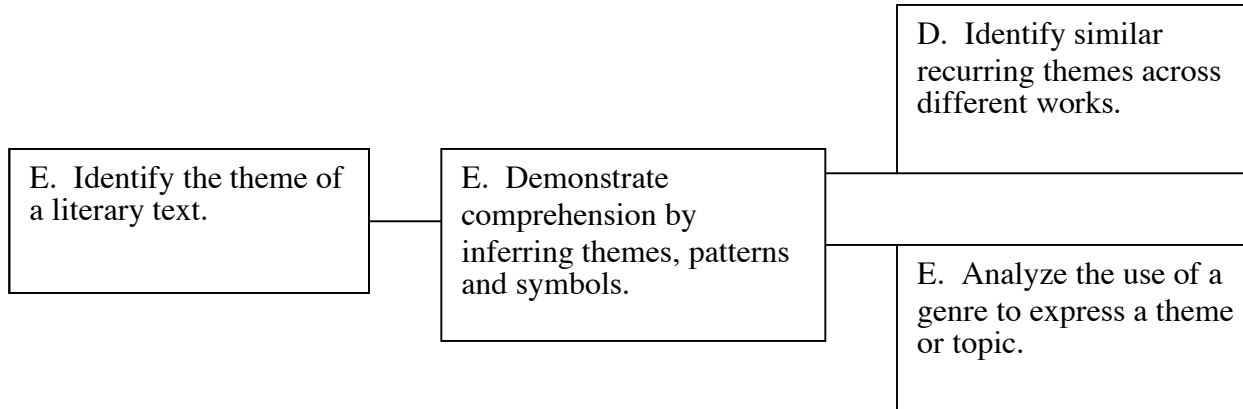 E.  Identify the theme of
a literary text.
E.  Demonstrate
comprehension by
inferring themes, patterns
and symbols.
D.  Identify similar
recurring themes across
different works.
E.  Analyze the use of a
genre to express a theme
or topic.